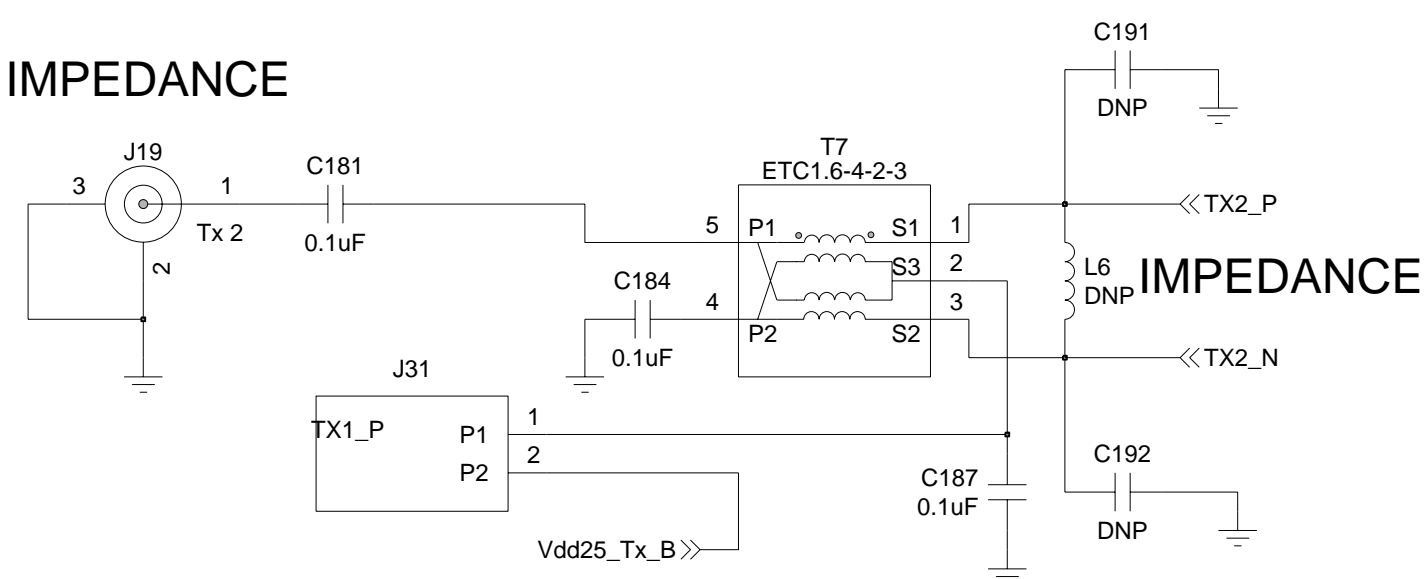 C191
IMPEDANCE
DNP
J19
T7
ETC1.6-4-2-3
C181
3
1
TX2_P
Tx 2
5
P1
S1
1
0.1uF
2
S3
2
L6
IMPEDANCE
C184
DNP
4
3
P2
S2
0.1uF
TX2_N
J31
1
TX1_P
P1
2
C192
P2
C187
0.1uF
DNP
Vdd25_Tx_B